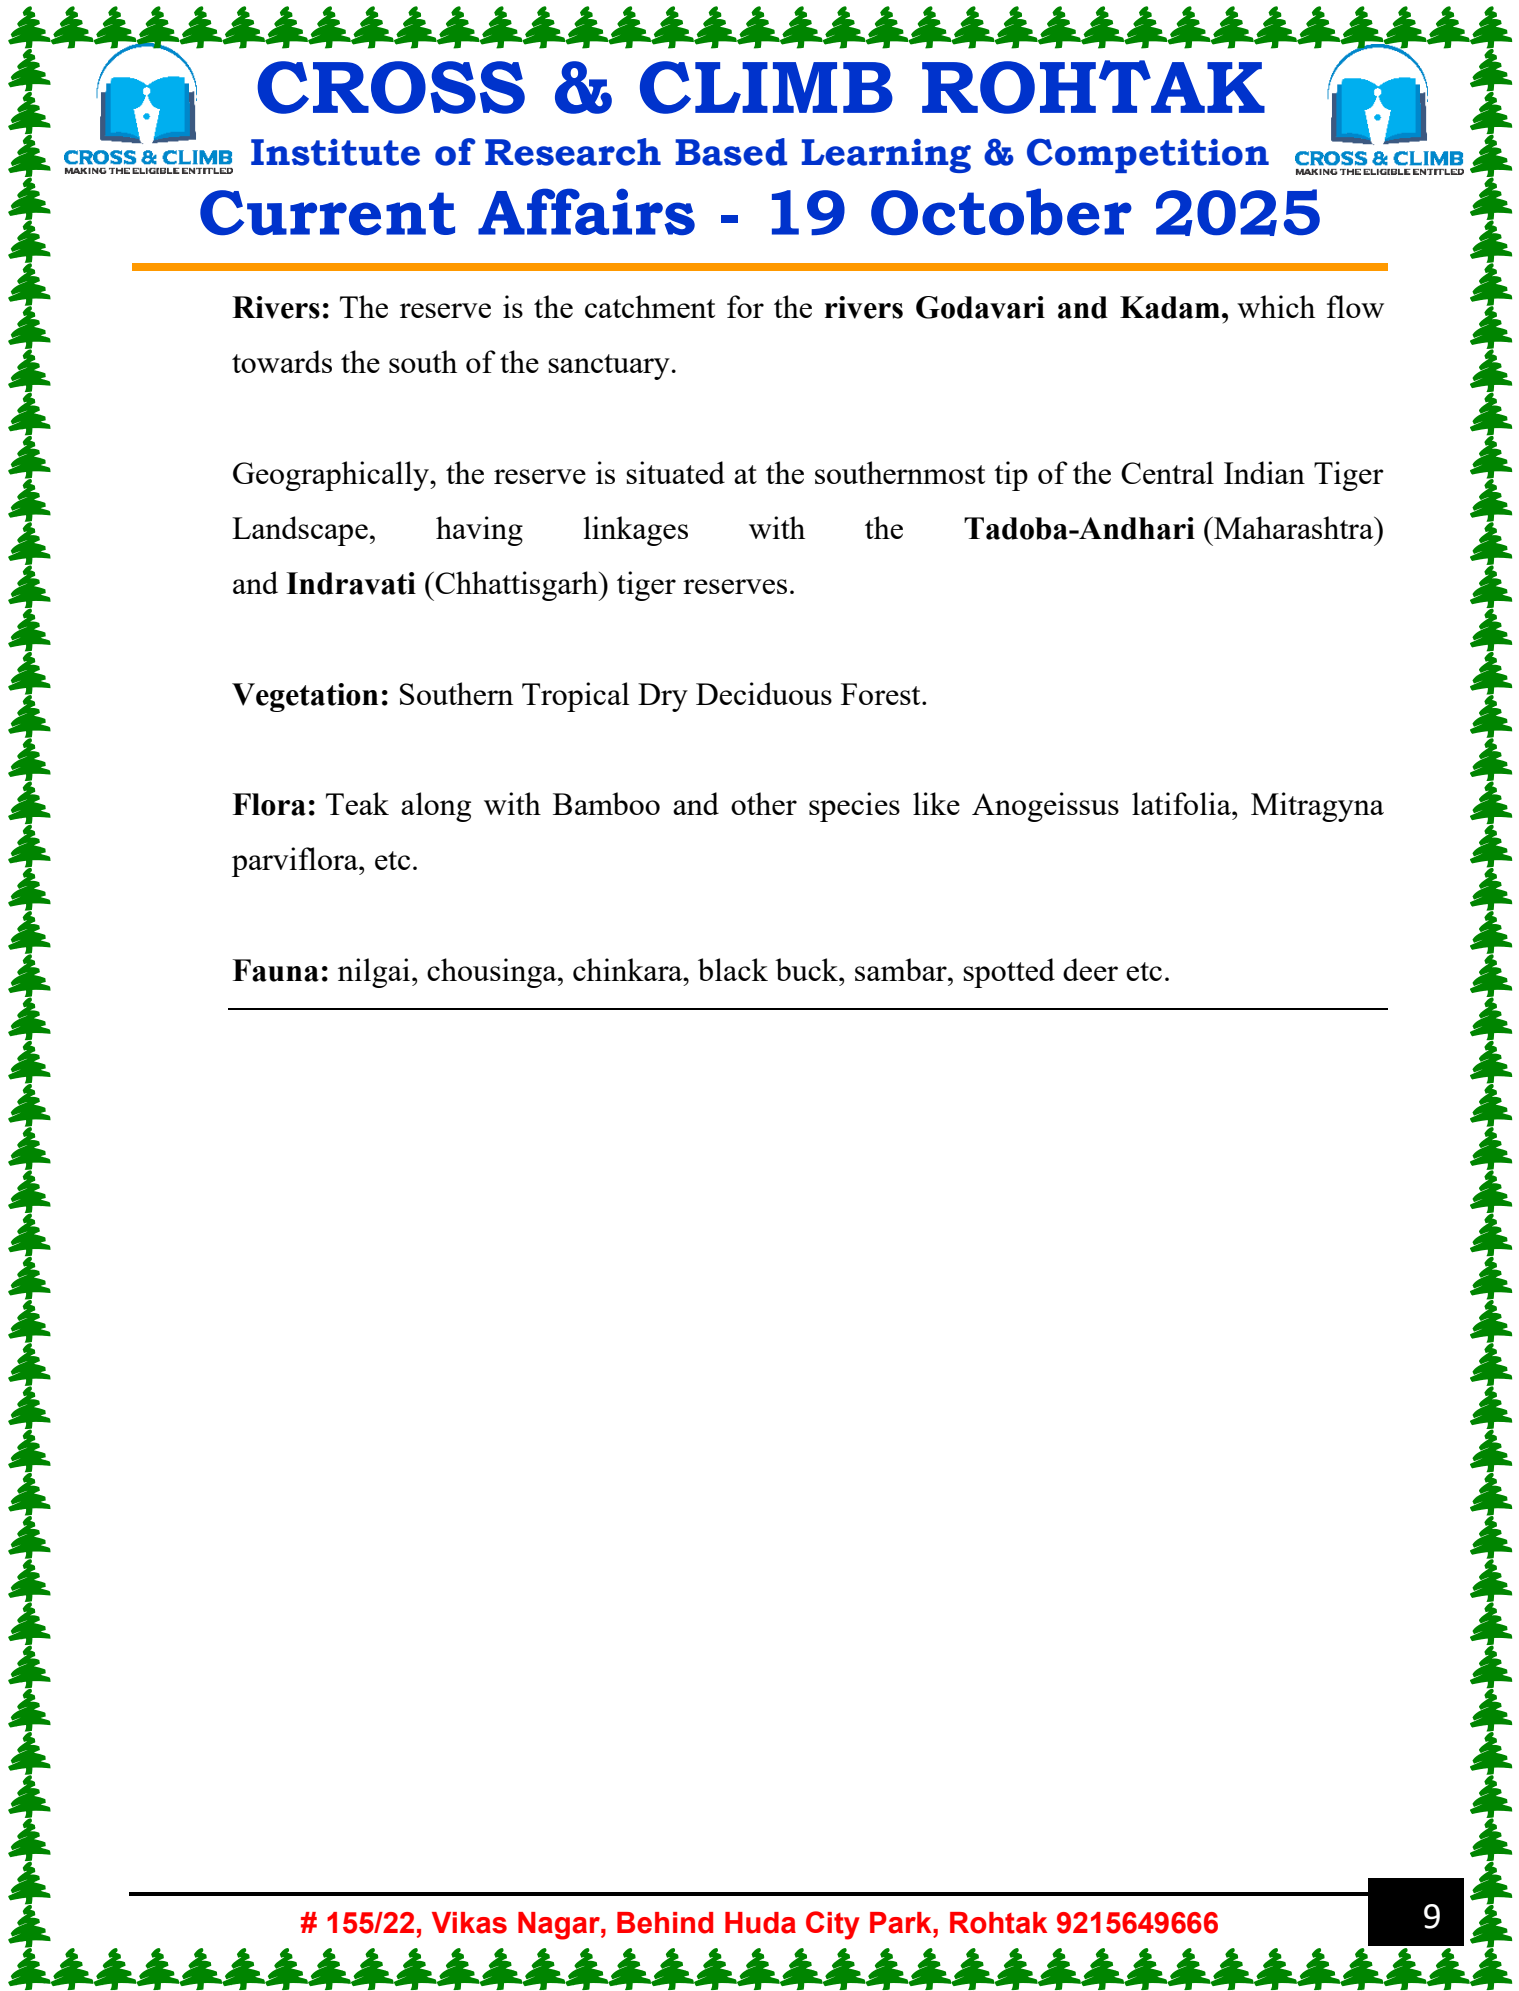 CROSS & CLIMB ROHTAK
Institute of Research Based Learning & Competition
Current Affairs - 19 October 2025
CROSS & CLIMB
MAKING THE ELIGIBLE ENTITLED
CROSS & CLIMB
MAKING THE ELIGIBLE ENTITLED
Rivers: The reserve is the catchment for the rivers Godavari and Kadam, which flow
towards the south of the sanctuary.
Geographically, the reserve is situated at the southernmost tip of the Central Indian Tiger
Landscape, having linkages with the Tadoba-Andhari (Maharashtra)
and Indravati (Chhattisgarh) tiger reserves.
Vegetation: Southern Tropical Dry Deciduous Forest.
Flora: Teak along with Bamboo and other species like Anogeissus latifolia, Mitragyna
parviflora, etc.
Fauna: nilgai, chousinga, chinkara, black buck, sambar, spotted deer etc.
# 155/22, Vikas Nagar, Behind Huda City Park, Rohtak 9215649666
9